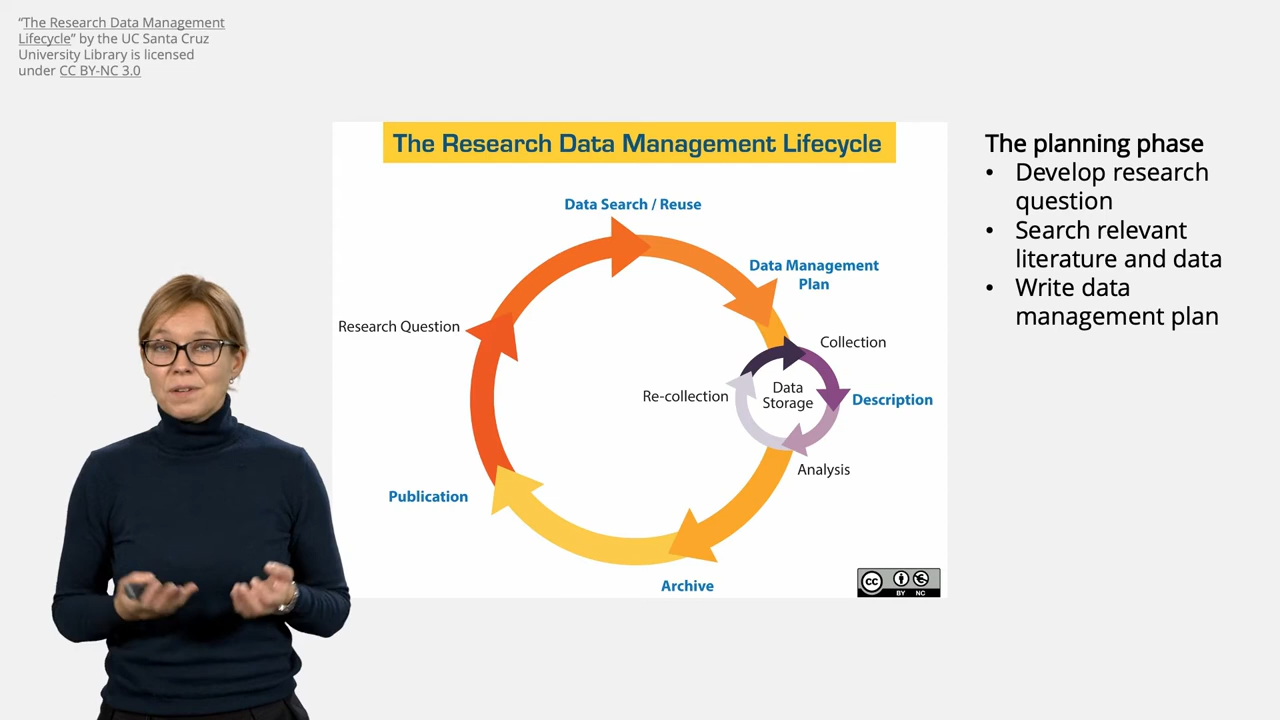 “The Research Data Management
Lifecycle” by the UC Santa Cruz
University Library is licensed
under CC BY-NC 3.0
The Research Data Management Lifecycle
Data Search / Reuse
Data Management
Plan
Research Question
Collection
Re-collection
Data
Storage
Description
Analysis
Publication
Archive
cc
BY NC
The planning phase
• Develop research
question
• Search relevant
literature and data
• Write data
management plan